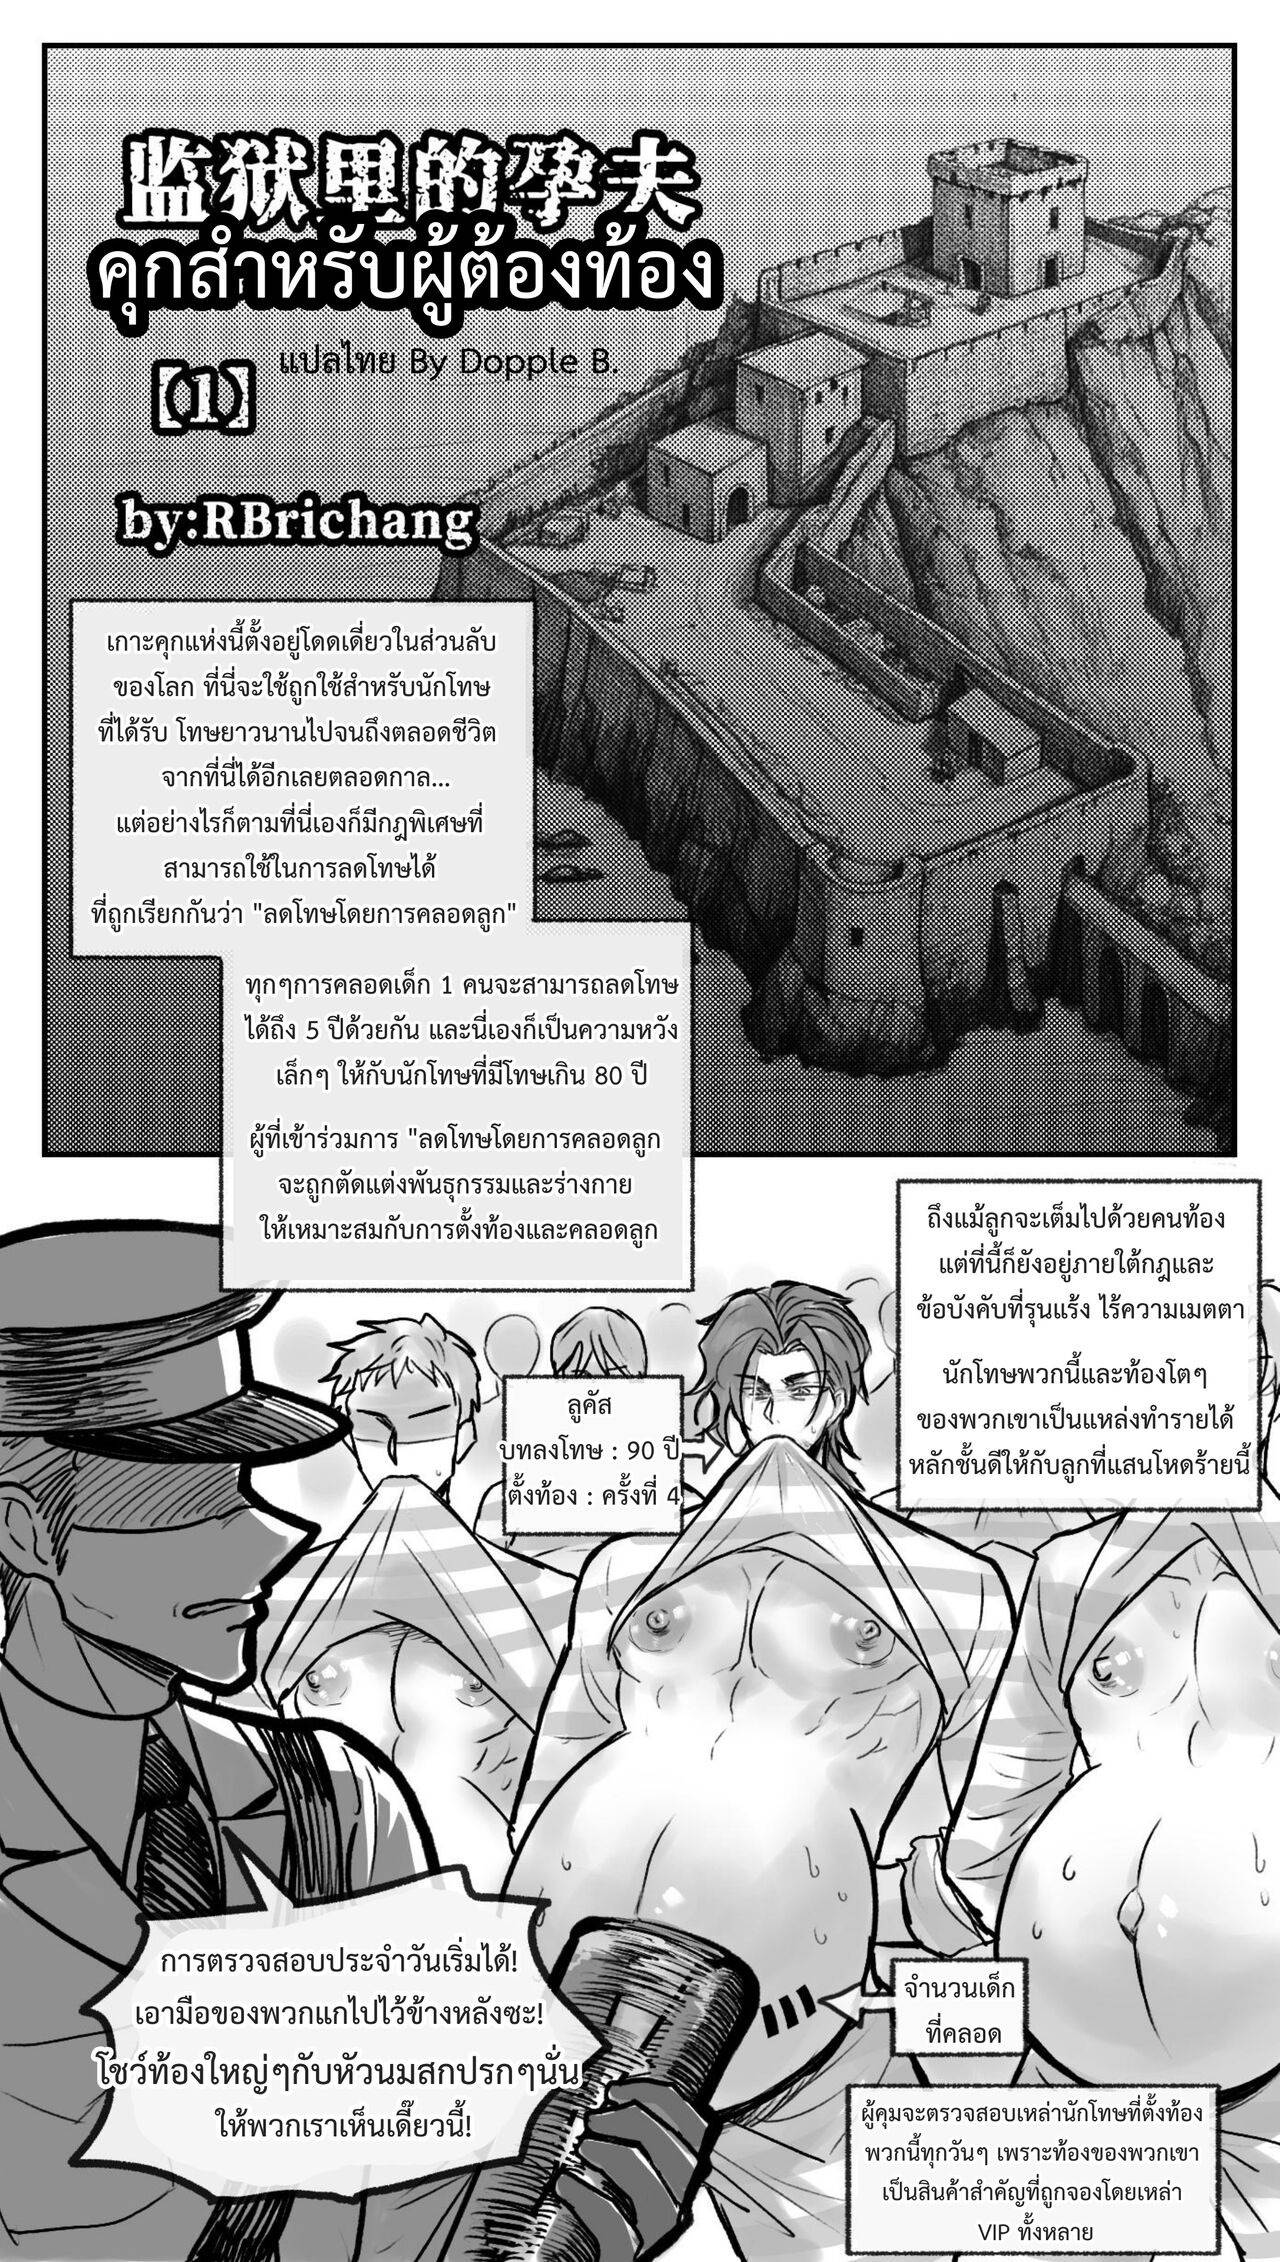 监狱里的孕夫
คุกสำหรับผู้ต้องท้อง
แปลไทย By Dopple B.
【1】
by:RBrichang
เกาะคุกแห่งนี้ตั้งอยู่โดดเดี่ยวในส่วนลับ
ของโลก ที่นี่จะใช้ถูกใช้สำหรับนักโทษ
ที่ได้รับ โทษยาวนานไปจนถึงตลอดชีวิต
จากที่นี่ได้อีกเลยตลอดกาล...
แต่อย่างไรก็ตามที่นี่เองก็มีกฎพิเศษที่
สามารถใช้ในการลดโทษได้
ที่ถูกเรียกกันว่า "ลดโทษโดยการคลอดลูก"
ทุกๆการคลอดเด็ก 1 คนจะสามารถลดโทษ
ได้ถึง 5 ปีด้วยกัน และนี่เองก็เป็นความหวัง
เล็กๆ ให้กับนักโทษที่มีโทษเกิน 80 ปี
ผู้ที่เข้าร่วมการ "ลดโทษโดยการคลอดลูก
จะถูกตัดแต่งพันธุกรรมและร่างกาย
ให้เหมาะสมกับการตั้งท้องและคลอดลูก
ถึงแม้ลูกจะเต็มไปด้วยคนท้อง
แต่ที่นี้ก็ยังอยู่ภายใต้กฎและ
ข้อบังคับที่รุนแร้ง ไร้ความเมตตา
นักโทษพวกนี้และท้องโตๆ
ของพวกเขาเป็นแหล่งทำรายได้
หลักชั้นดีให้กับลูกที่แสนโหดร้ายนี้
ลูคัส
บทลงโทษ : 90 ปี
ตั้งท้อง : ครั้งที่ 4
การตรวจสอบประจำวันเริ่มได้!
เอามือของพวกแกไปไว้ข้างหลังซะ!
โชว์ท้องใหญ่ๆกับหัวนมสกปรกๆนั่น
ให้พวกเราเห็นเดี๊ยวนี้!
จำนวนเด็ก
ที่คลอด
ผู้คุมจะตรวจสอบเหล่านักโทษที่ตั้งท้อง
พวกนี้ทุกวันๆ เพราะท้องของพวกเขา
เป็นสินค้าสำคัญที่ถูกจองโดยเหล่า
VIP ทั้งหลาย